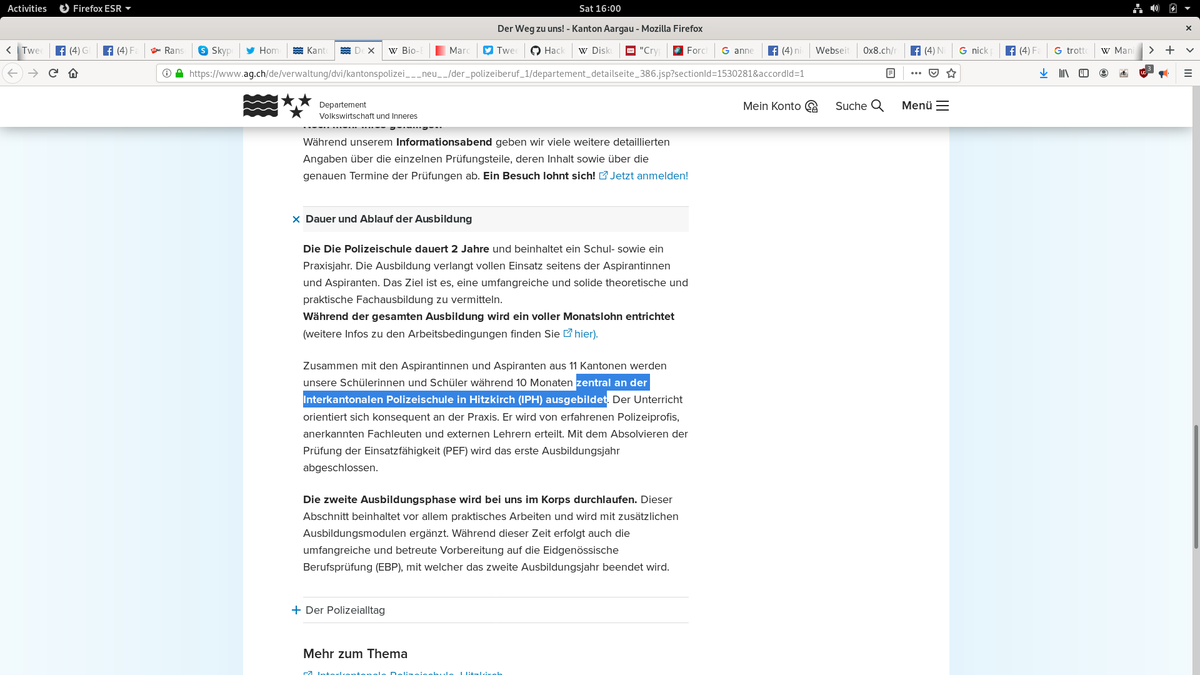 Activities Firefox ESR Sat 16:00
Der Weg zu uns! - Kanton Aargau - Mozilla Firefox
Twee (4) G (4) F Rans Skyp Hom Kant D Bio-F Marc Twee Hack Disk "Cry Forc anne (4) ni Webseit 0x8.ch/r (4) N nick j (4) F trott Man
https://www.ag.ch/de/verwaltung/dvi/kantonspolizei___neu__/der_polizeiberuf_1/departement_detailseite_386.jsp?sectionId=1530281&accordId=1
3
Departement
Volkswirtschaft und Inneres
Mein Konto Suche Menü
Während unserem Informationsabend geben wir viele weitere detaillierten
Angaben über die einzelnen Prüfungsteile, deren Inhalt sowie über die
genauen Termine der Prüfungen ab. Ein Besuch lohnt sich! Jetzt anmelden!
Dauer und Ablauf der Ausbildung
Die Die Polizeischule dauert 2 Jahre und beinhaltet ein Schul- sowie ein
Praxisjahr. Die Ausbildung verlangt vollen Einsatz seitens der Aspirantinnen
und Aspiranten. Das Ziel ist es, eine umfangreiche und solide theoretische und
praktische Fachausbildung zu vermitteln.
Während der gesamten Ausbildung wird ein voller Monatslohn entrichtet
(weitere Infos zu den Arbeitsbedingungen finden Sie hier).
Zusammen mit den Aspirantinnen und Aspiranten aus 11 Kantonen werden
unsere Schülerinnen und Schüler während 10 Monaten zentral an der
Interkantonalen Polizeischule in Hitzkirch (IPH) ausgebildet. Der Unterricht
orientiert sich konsequent an der Praxis. Er wird von erfahrenen Polizeiprofis,
anerkannten Fachleuten und externen Lehrern erteilt. Mit dem Absolvieren der
Prüfung der Einsatzfähigkeit (PEF) wird das erste Ausbildungsjahr
abgeschlossen.
Die zweite Ausbildungsphase wird bei uns im Korps durchlaufen. Dieser
Abschnitt beinhaltet vor allem praktisches Arbeiten und wird mit zusätzlichen
Ausbildungsmodulen ergänzt. Während dieser Zeit erfolgt auch die
umfangreiche und betreute Vorbereitung auf die Eidgenössische
Berufsprüfung (EBP), mit welcher das zweite Ausbildungsjahr beendet wird.
Der Polizeialltag
Mehr zum Thema
Interkantonale Polizeischule, Hitzkirch